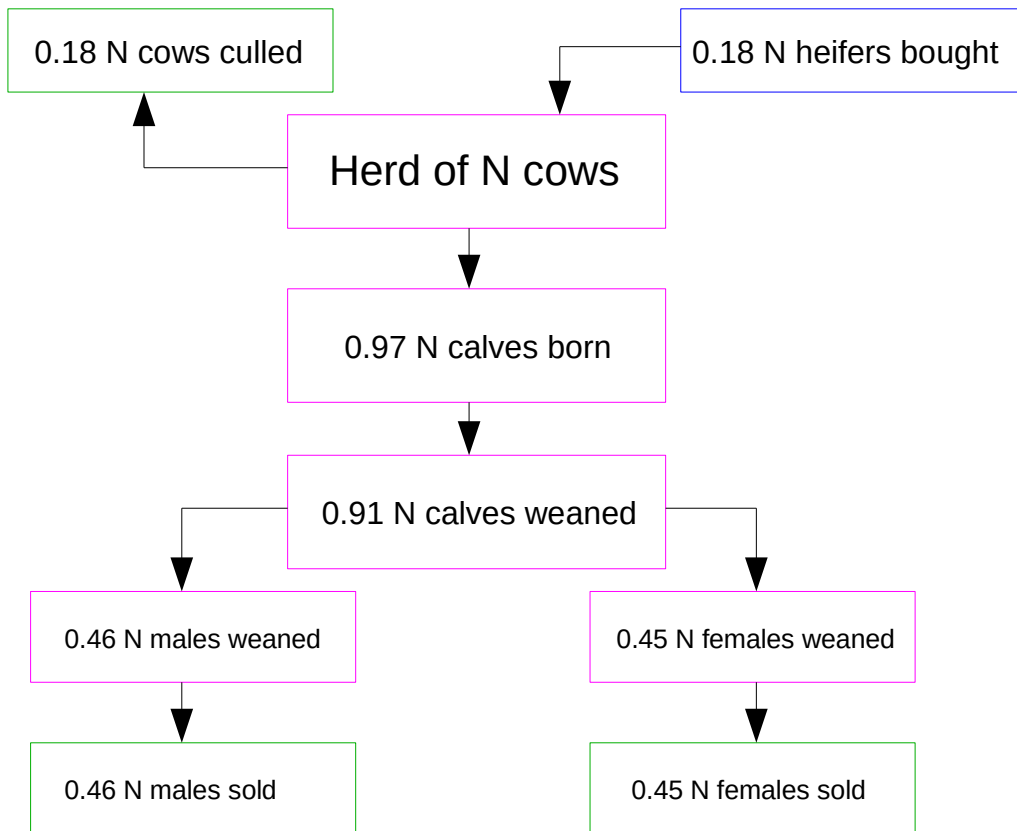 0.18 N cows culled
0.18 N heifers bought
Herd of N cows
0.97 N calves born
0.91 N calves weaned
0.46 N males weaned
0.45 N females weaned
0.46 N males sold
0.45 N females sold